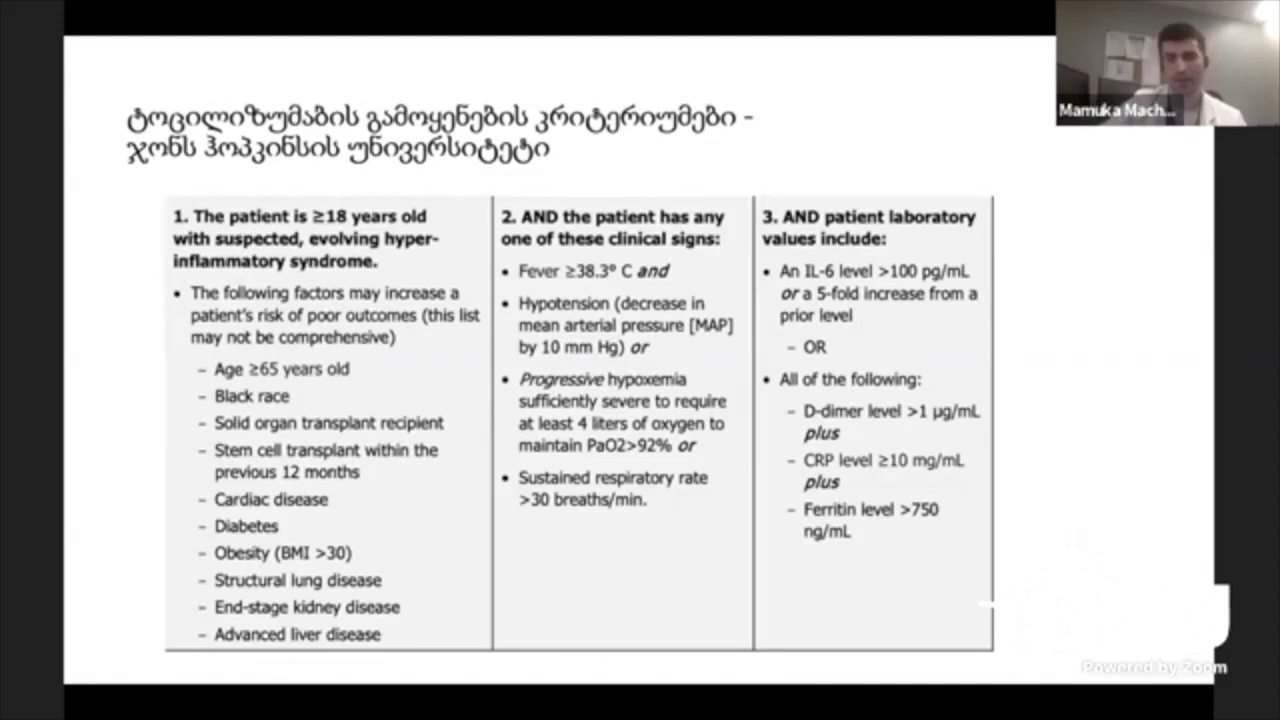 ტოცილიზუმაბის გამოყენების კრიტერიუმები -
ჯონს ჰოპკინსის უნივერსიტეტი
Mamuka Mach...
1. The patient is ≥18 years old
with suspected, evolving hyper-
inflammatory syndrome.
• The following factors may increase a
patient's risk of poor outcomes (this list
may not be comprehensive)
– Age ≥65 years old
– Black race
– Solid organ transplant recipient
– Stem cell transplant within the
previous 12 months
– Cardiac disease
– Diabetes
– Obesity (BMI >30)
– Structural lung disease
– End-stage kidney disease
– Advanced liver disease
2. AND the patient has any
one of these clinical signs:
• Fever ≥38.3° C and
• Hypotension (decrease in
mean arterial pressure [MAP]
by 10 mm Hg) or
• Progressive hypoxemia
sufficiently severe to require
at least 4 liters of oxygen to
maintain PaO2>92% or
• Sustained respiratory rate
>30 breaths/min.
3. AND patient laboratory
values include:
• An IL-6 level >100 pg/mL
or a 5-fold increase from a
prior level
– OR
• All of the following:
– D-dimer level >1 μg/mL
plus
– CRP level ≥10 mg/mL
plus
– Ferritin level >750
ng/mL
Powered by Zoom